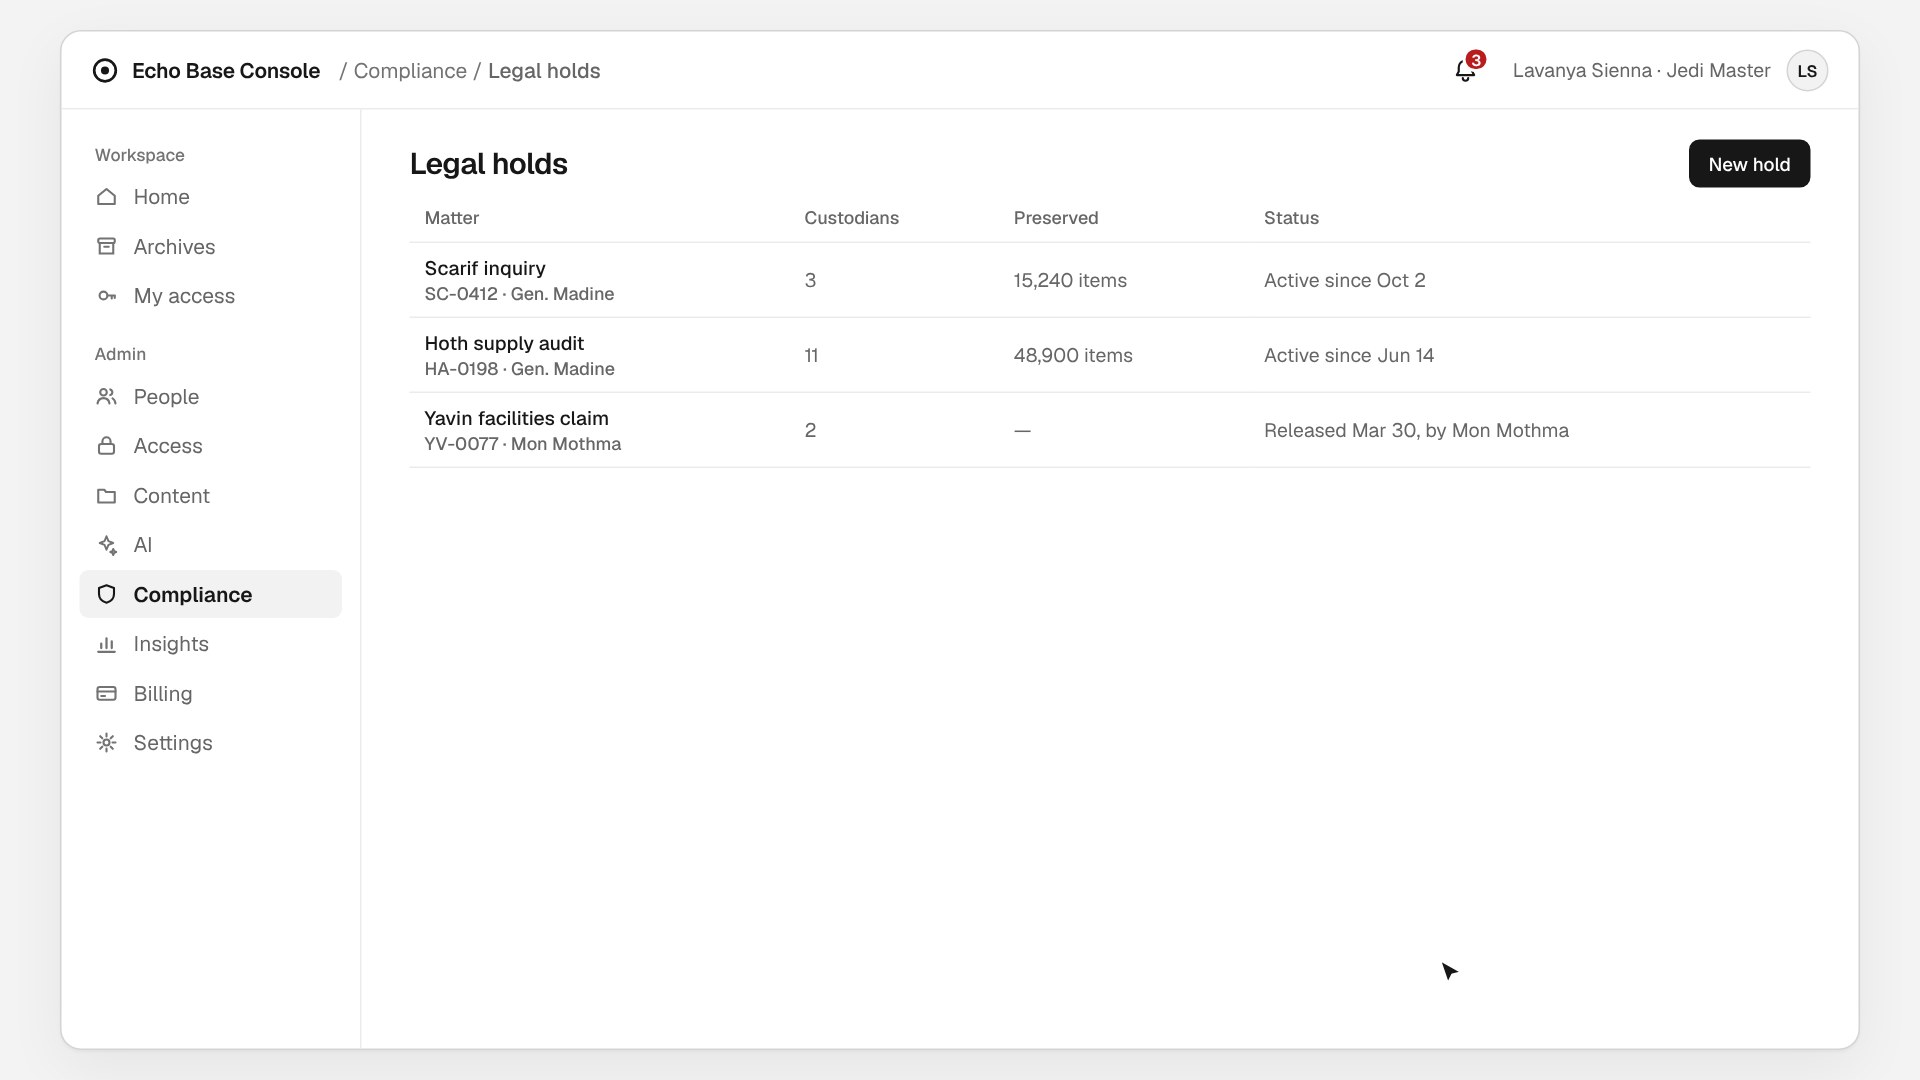 Echo Base Console / Compliance / Legal holds
3
Lavanya Sienna · Jedi Master
LS
Workspace
Home
Archives
My access
Admin
People
Access
Content
AI
Compliance
Insights
Billing
Settings
Legal holds
New hold
Matter Custodians Preserved Status
Scarif inquiry
SC-0412 · Gen. Madine
3 15,240 items Active since Oct 2
Hoth supply audit
HA-0198 · Gen. Madine
11 48,900 items Active since Jun 14
Yavin facilities claim
YV-0077 · Mon Mothma
2 — Released Mar 30, by Mon Mothma